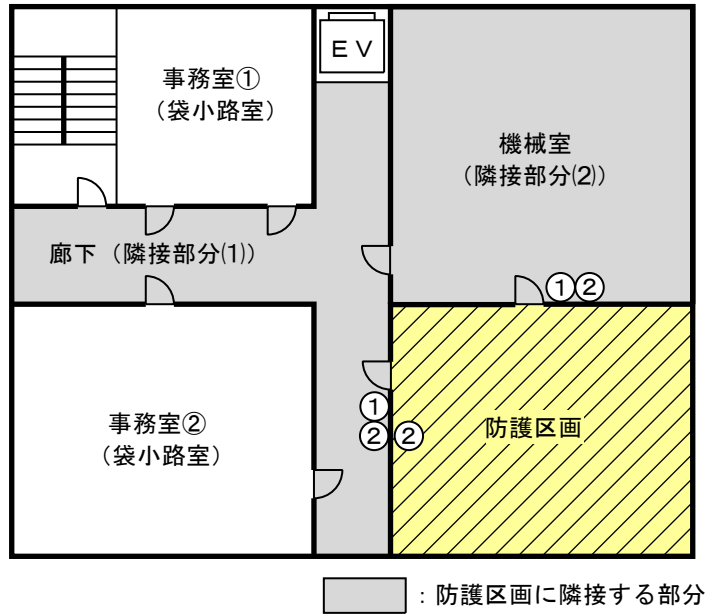 EV
事務室①
（袋小路室）
機械室
（隣接部分⑵）
廊下（隣接部分⑴）
①②
①
②②
事務室②
（袋小路室）
防護区画
：防護区画に隣接する部分